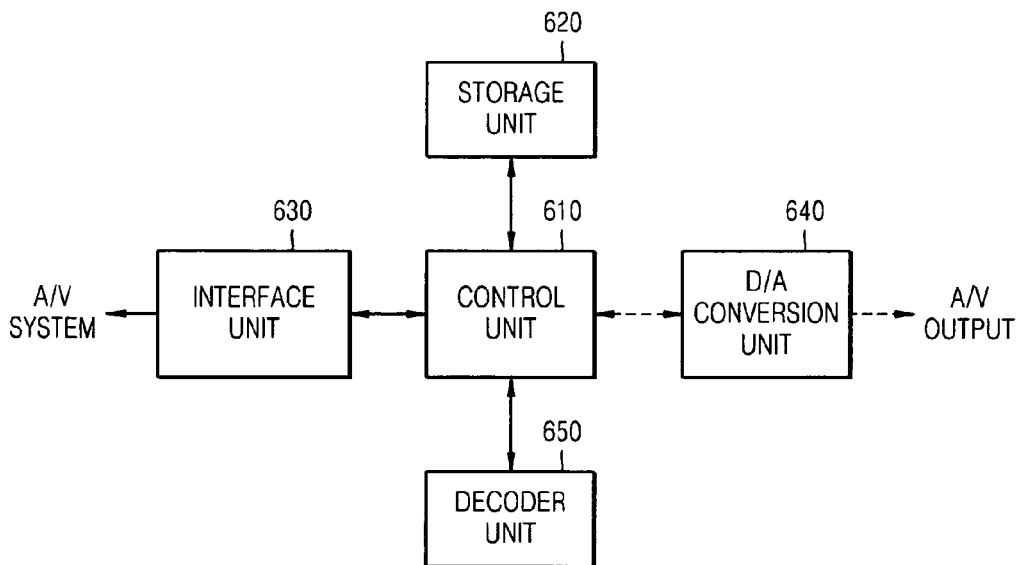 620
STORAGE
UNIT
630
610
640
A/V
SYSTEM
INTERFACE
UNIT
CONTROL
UNIT
D/A
CONVERSION
UNIT
A/V
OUTPUT
650
DECODER
UNIT